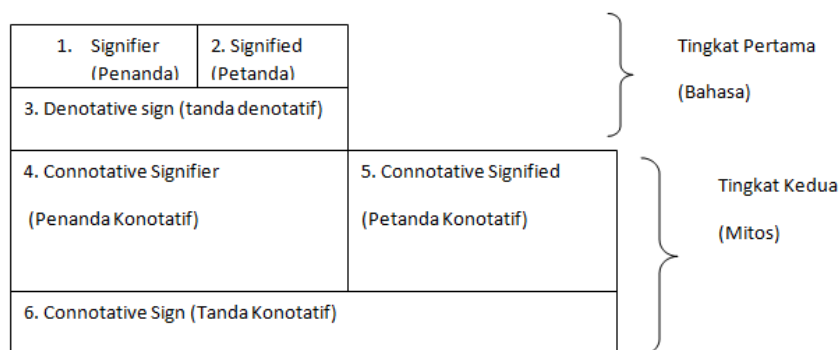 1. Signifier
(Penanda)
2. Signified
(Petanda)
3. Denotative sign (tanda denotatif)
Tingkat Pertama
(Bahasa)
4. Connotative Signifier
(Penanda Konotatif)
5. Connotative Signified
(Petanda Konotatif)
6. Connotative Sign (Tanda Konotatif)
Tingkat Kedua
(Mitos)